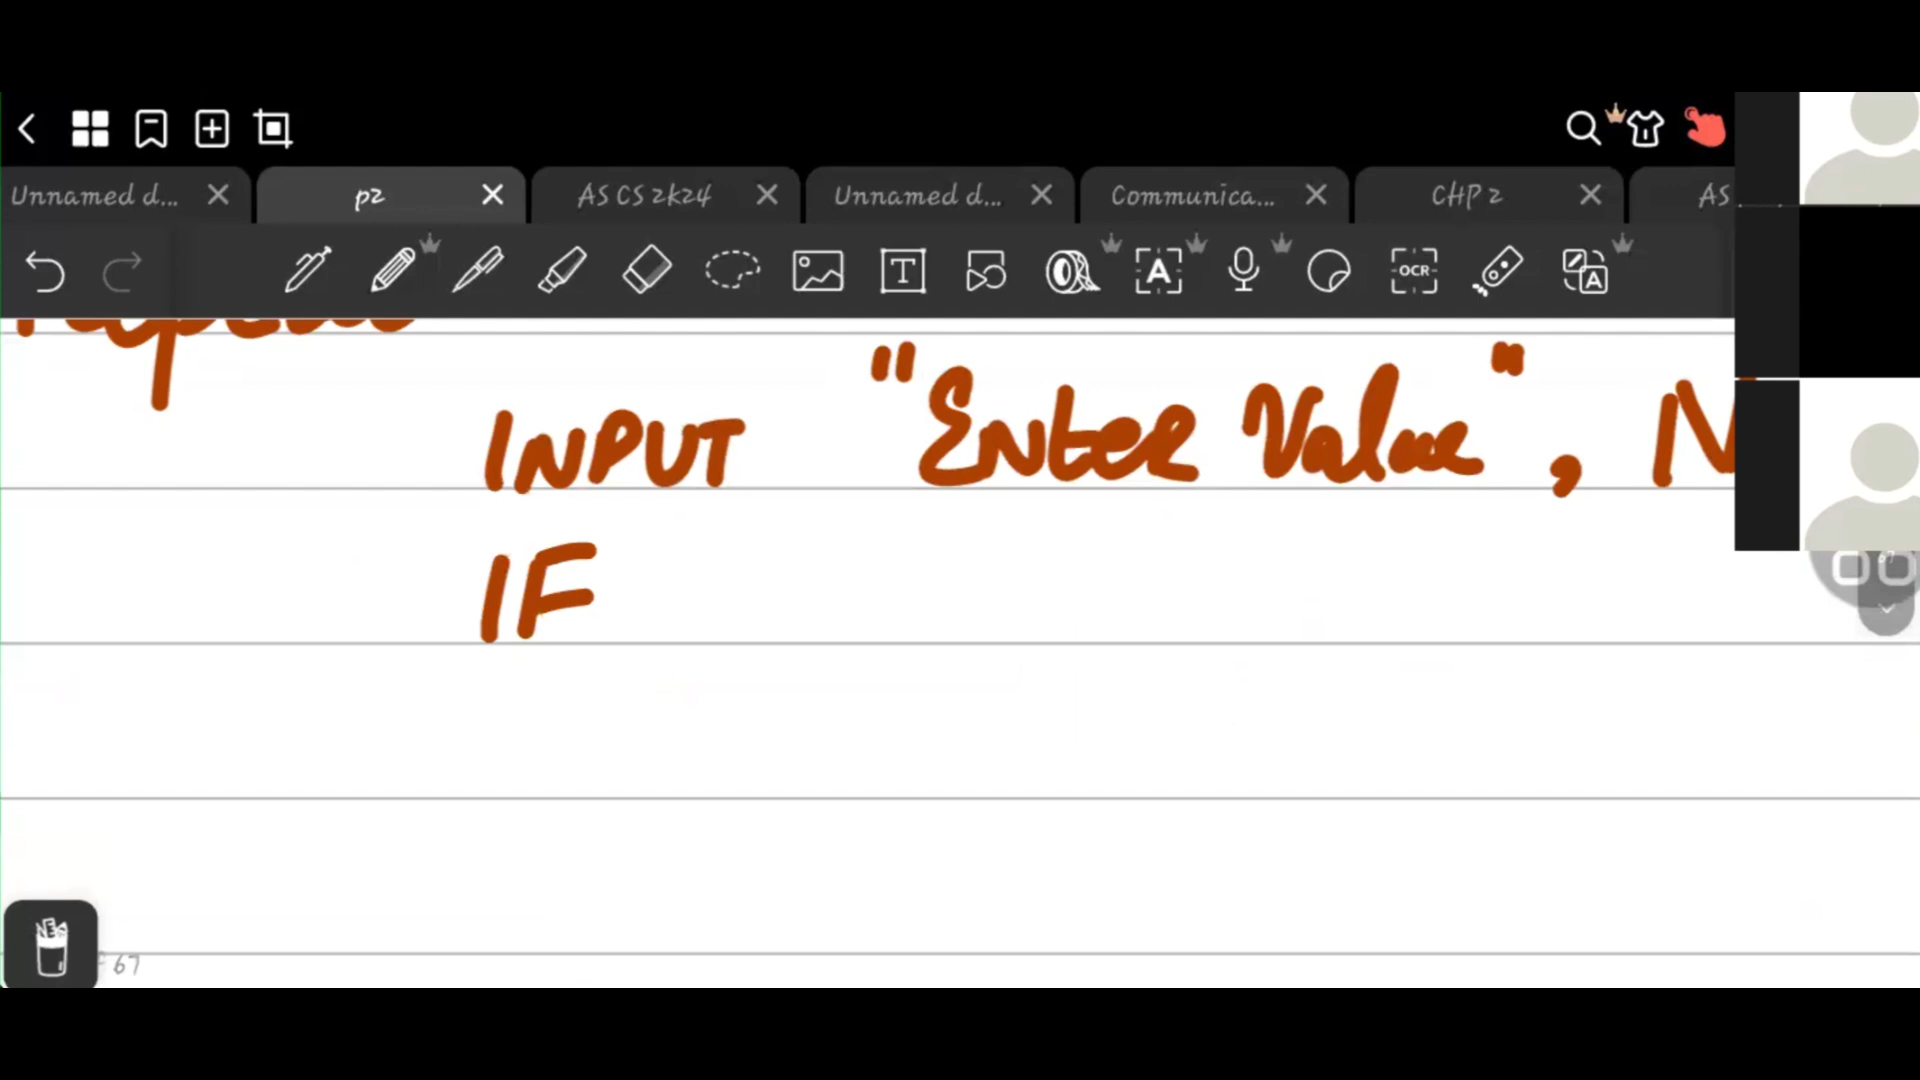 Unnamed d... p2 AS CS 2k24 Unnamed d... Communica... CHP 2 AS
T A OCR A
INPUT "Enter Value", N
IF
67